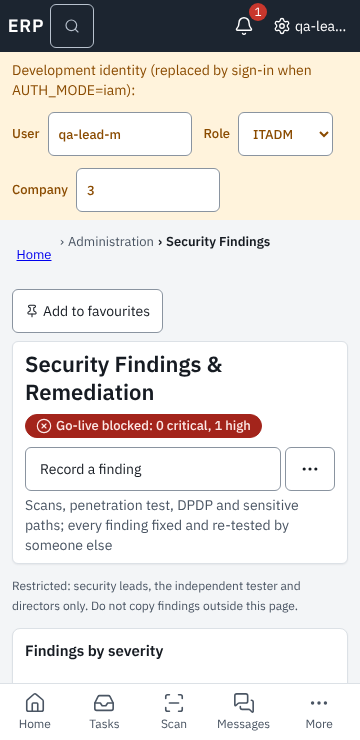 ERP
1
qa-lea...
Development identity (replaced by sign-in when
AUTH_MODE=iam):
User
qa-lead-m
Role
ITADM
Company
3
Home
› Administration › Security Findings
Add to favourites
Security Findings &
Remediation
Go-live blocked: 0 critical, 1 high
Record a finding
Scans, penetration test, DPDP and sensitive
paths; every finding fixed and re-tested by
someone else
Restricted: security leads, the independent tester and
directors only. Do not copy findings outside this page.
Findings by severity
Home
Tasks
Scan
Messages
More